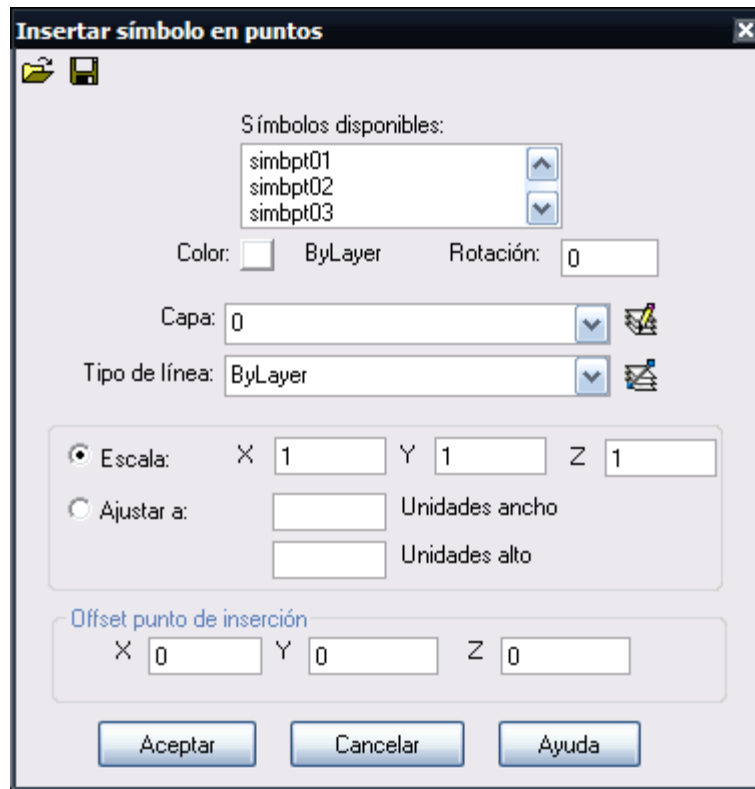 Insertar símbolo en puntos
Símbolos disponibles:
simbpt01
simbpt02
simbpt03
Color: ByLayer Rotación: 0
Capa: 0
Tipo de línea: ByLayer
Escala: X 1 Y 1 Z 1
Ajustar a: Unidades ancho
Unidades alto
Offset punto de inserción
X 0 Y 0 Z 0
Aceptar Cancelar Ayuda